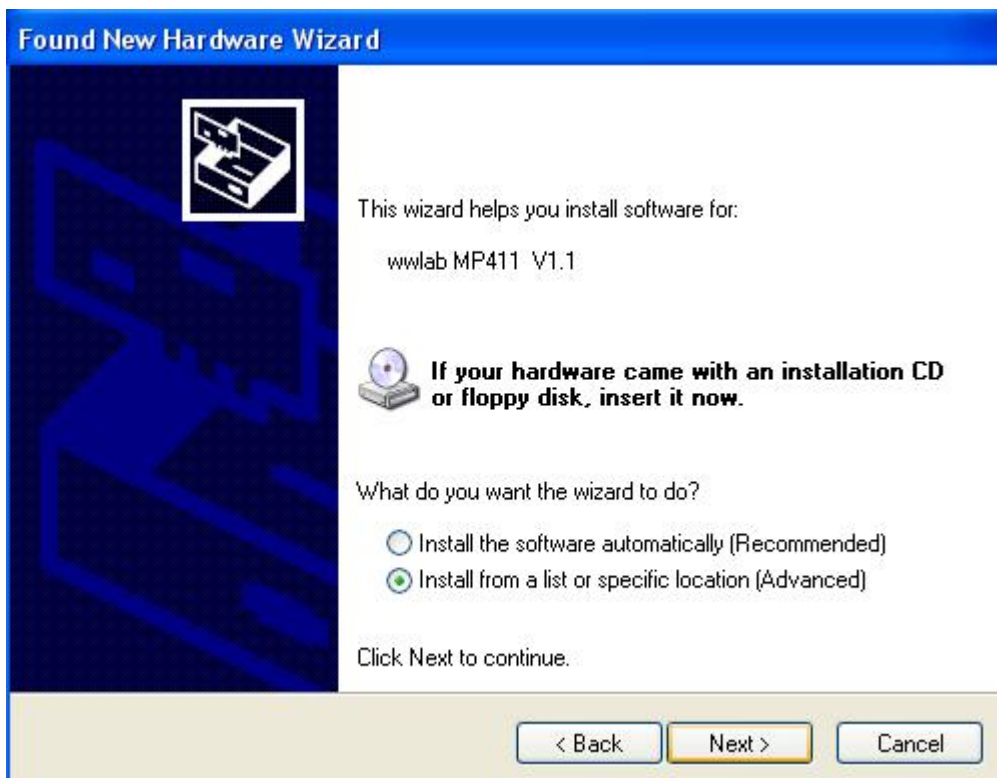 Found New Hardware Wizard
This wizard helps you install software for:
wwlab MP411  V1.1
If your hardware came with an installation CD
or floppy disk, insert it now.
What do you want the wizard to do?
Install the software automatically (Recommended)
Install from a list or specific location (Advanced)
Click Next to continue.
< Back
Next >
Cancel